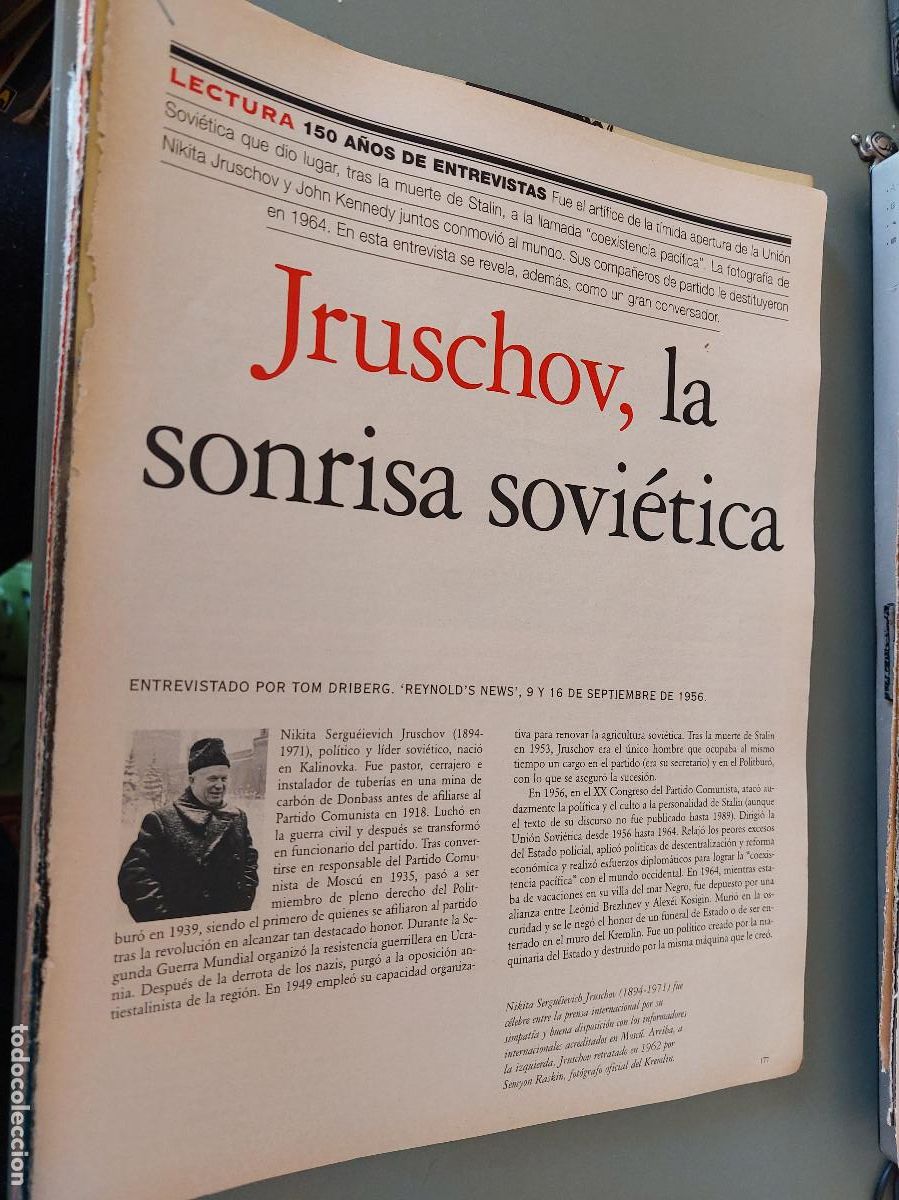 LECTURA 150 AÑOS DE ENTREVISTAS Fue el artífice de la tímida apertura de la Unión
Soviética que dio lugar, tras la muerte de Stalin, a la llamada "coexistencia pacífica". La fotografía de
Nikita Jruschov y John Kennedy juntos conmovió al mundo. Sus compañeros de partido le destituyeron
en 1964. En esta entrevista se revela, además, como un gran conversador.
Jruschov, la
sonrisa soviética
ENTREVISTADO POR TOM DRIBERG. 'REYNOLD'S NEWS', 9 Y 16 DE SEPTIEMBRE DE 1956.
Nikita Serguéievich Jruschov (1894-
1971), político y líder soviético, nació
en Kalinovka. Fue pastor, cerrajero e
instalador de tuberías en una mina de
carbón de Donbass antes de afiliarse al
Partido Comunista en 1918. Luchó en
la guerra civil y después se transformó
en funcionario del partido. Tras conver-
tirse en responsable del Partido Comu-
nista de Moscú en 1935, pasó a ser
miembro de pleno derecho del Polit-
buró en 1939, siendo el primero de quienes se afiliaron al partido
tras la revolución en alcanzar tan destacado honor. Durante la Se-
gunda Guerra Mundial organizó la resistencia guerrillera en Ucra-
nia. Después de la derrota de los nazis, purgó a la oposición an-
tiestalinista de la región. En 1949 empleó su capacidad organiza-
tiva para renovar la agricultura soviética. Tras la muerte de Stalin
en 1953, Jruschov era el único hombre que ocupaba al mismo
tiempo un cargo en el partido (era su secretario) y en el Politburó,
con lo que se aseguró la sucesión.
En 1956, en el XX Congreso del Partido Comunista, atacó au-
dazmente la política y el culto a la personalidad de Stalin (aunque
el texto de su discurso no fue publicado hasta 1989). Dirigió la
Unión Soviética desde 1956 hasta 1964. Relajó los peores excesos
del Estado policial, aplicó políticas de descentralización y reforma
económica y realizó esfuerzos diplomáticos para lograr la "coexis-
tencia pacífica" con el mundo occidental. En 1964, mientras esta-
ba de vacaciones en su villa del mar Negro, fue depuesto por una
alianza entre Leónid Brezhnev y Alexéi Kosigin. Murió en la os-
curidad y se le negó el honor de un funeral de Estado o de ser en-
terrado en el muro del Kremlin. Fue un político creado por la ma-
quinaria del Estado y destruido por la misma máquina que le creó.
Nikita Serguéievich Jruschov (1894-1971) fue
célebre entre la prensa internacional por su
simpatía y buena disposición con los informadores
internacionales acreditados en Moscú. Arriba, a
la izquierda, Jruschov retratado en 1962 por
Semyon Raskin, fotógrafo oficial del Kremlin.
177
todocoleccion